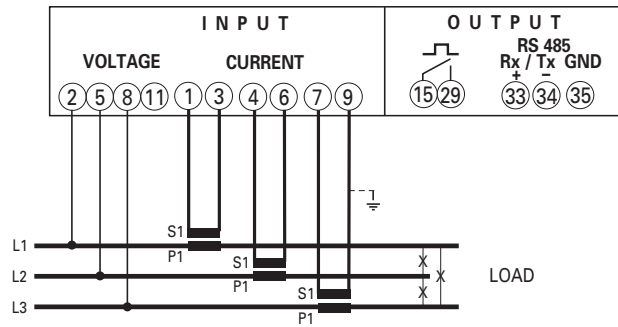 INPUT OUTPUT
VOLTAGE CURRENT RS 485
Rx / Tx GND
+ −
2 5 8 11 1 3 4 6 7 9 15 29 33 34 35
S1
L1
P1
S1
L2
P1
X
X
X
LOAD
S1
L3
P1